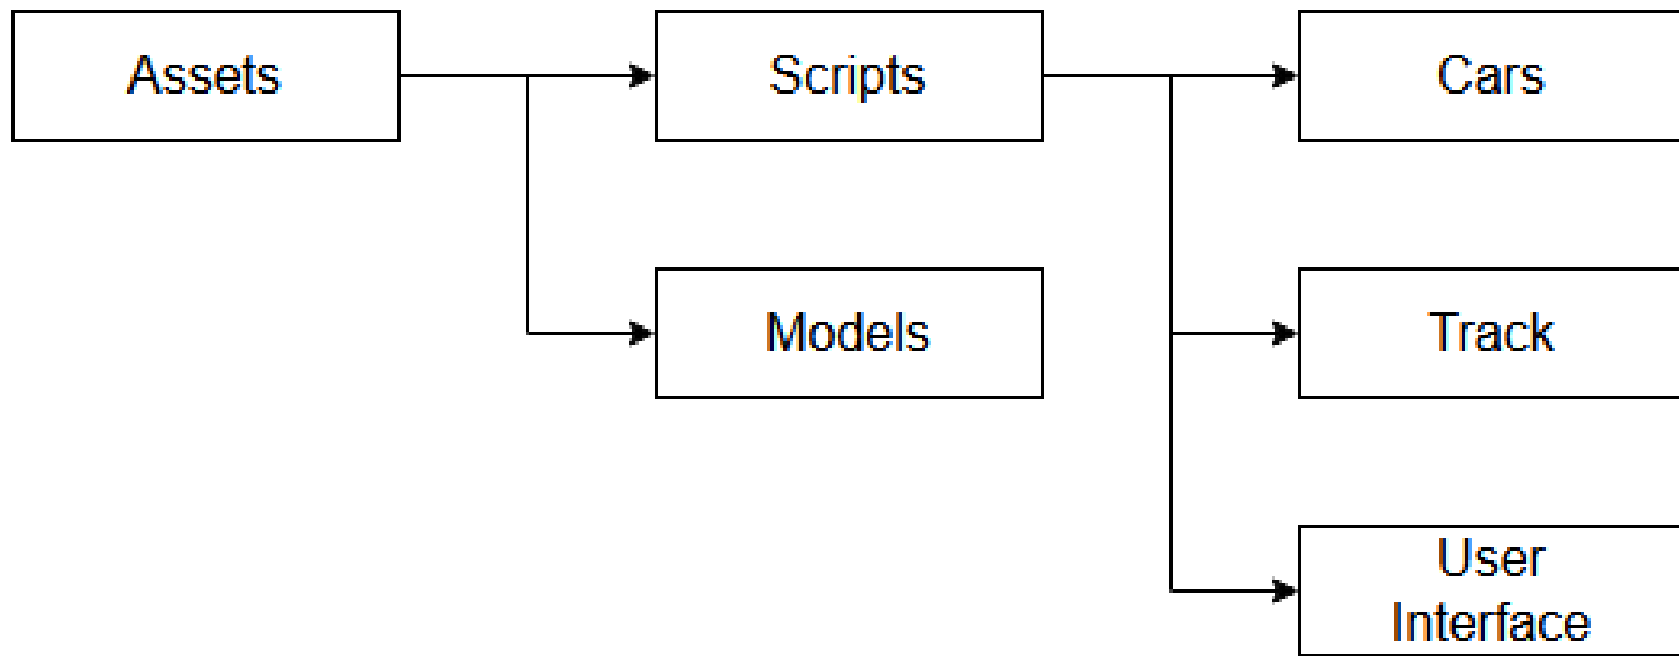 Assets
Scripts
Cars
Models
Track
User
Interface